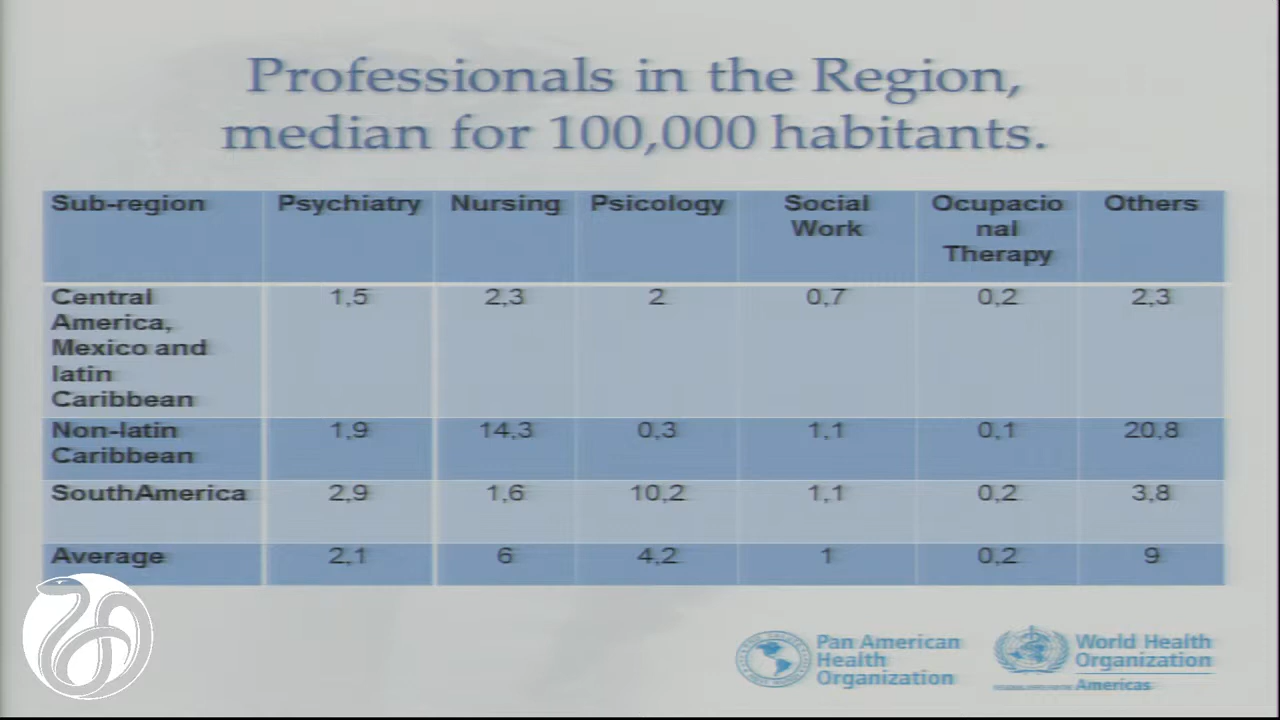 Professionals in the Region,
median for 100,000 habitants.
Sub-region Psychiatry Nursing Psicology Social Work Ocupacio nal Therapy Others
Central America, Mexico and latin Caribbean 1,5 2,3 2 0,7 0,2 2,3
Non-latin Caribbean 1,9 14,3 0,3 1,1 0,1 20,8
SouthAmerica 2,9 1,6 10,2 1,1 0,2 3,8
Average 2,1 6 4,2 1 0,2 9
Pan American
Health
Organization
World Health
Organization
Americas